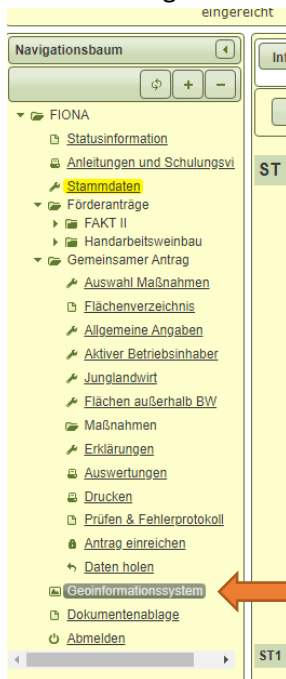 eingereicht
Navigationsbaum
FIONA
Statusinformation
Anleitungen und Schulungsvi
Stammdaten
Förderanträge
FAKT II
Handarbeitsweinbau
Gemeinsamer Antrag
Auswahl Maßnahmen
Flächenverzeichnis
Allgemeine Angaben
Aktiver Betriebsinhaber
Junglandwirt
Flächen außerhalb BW
Maßnahmen
Erklärungen
Auswertungen
Drucken
Prüfen & Fehlerprotokoll
Antrag einreichen
Daten holen
Geoinformationssystem
Dokumentenablage
Abmelden
Inf
ST
ST1